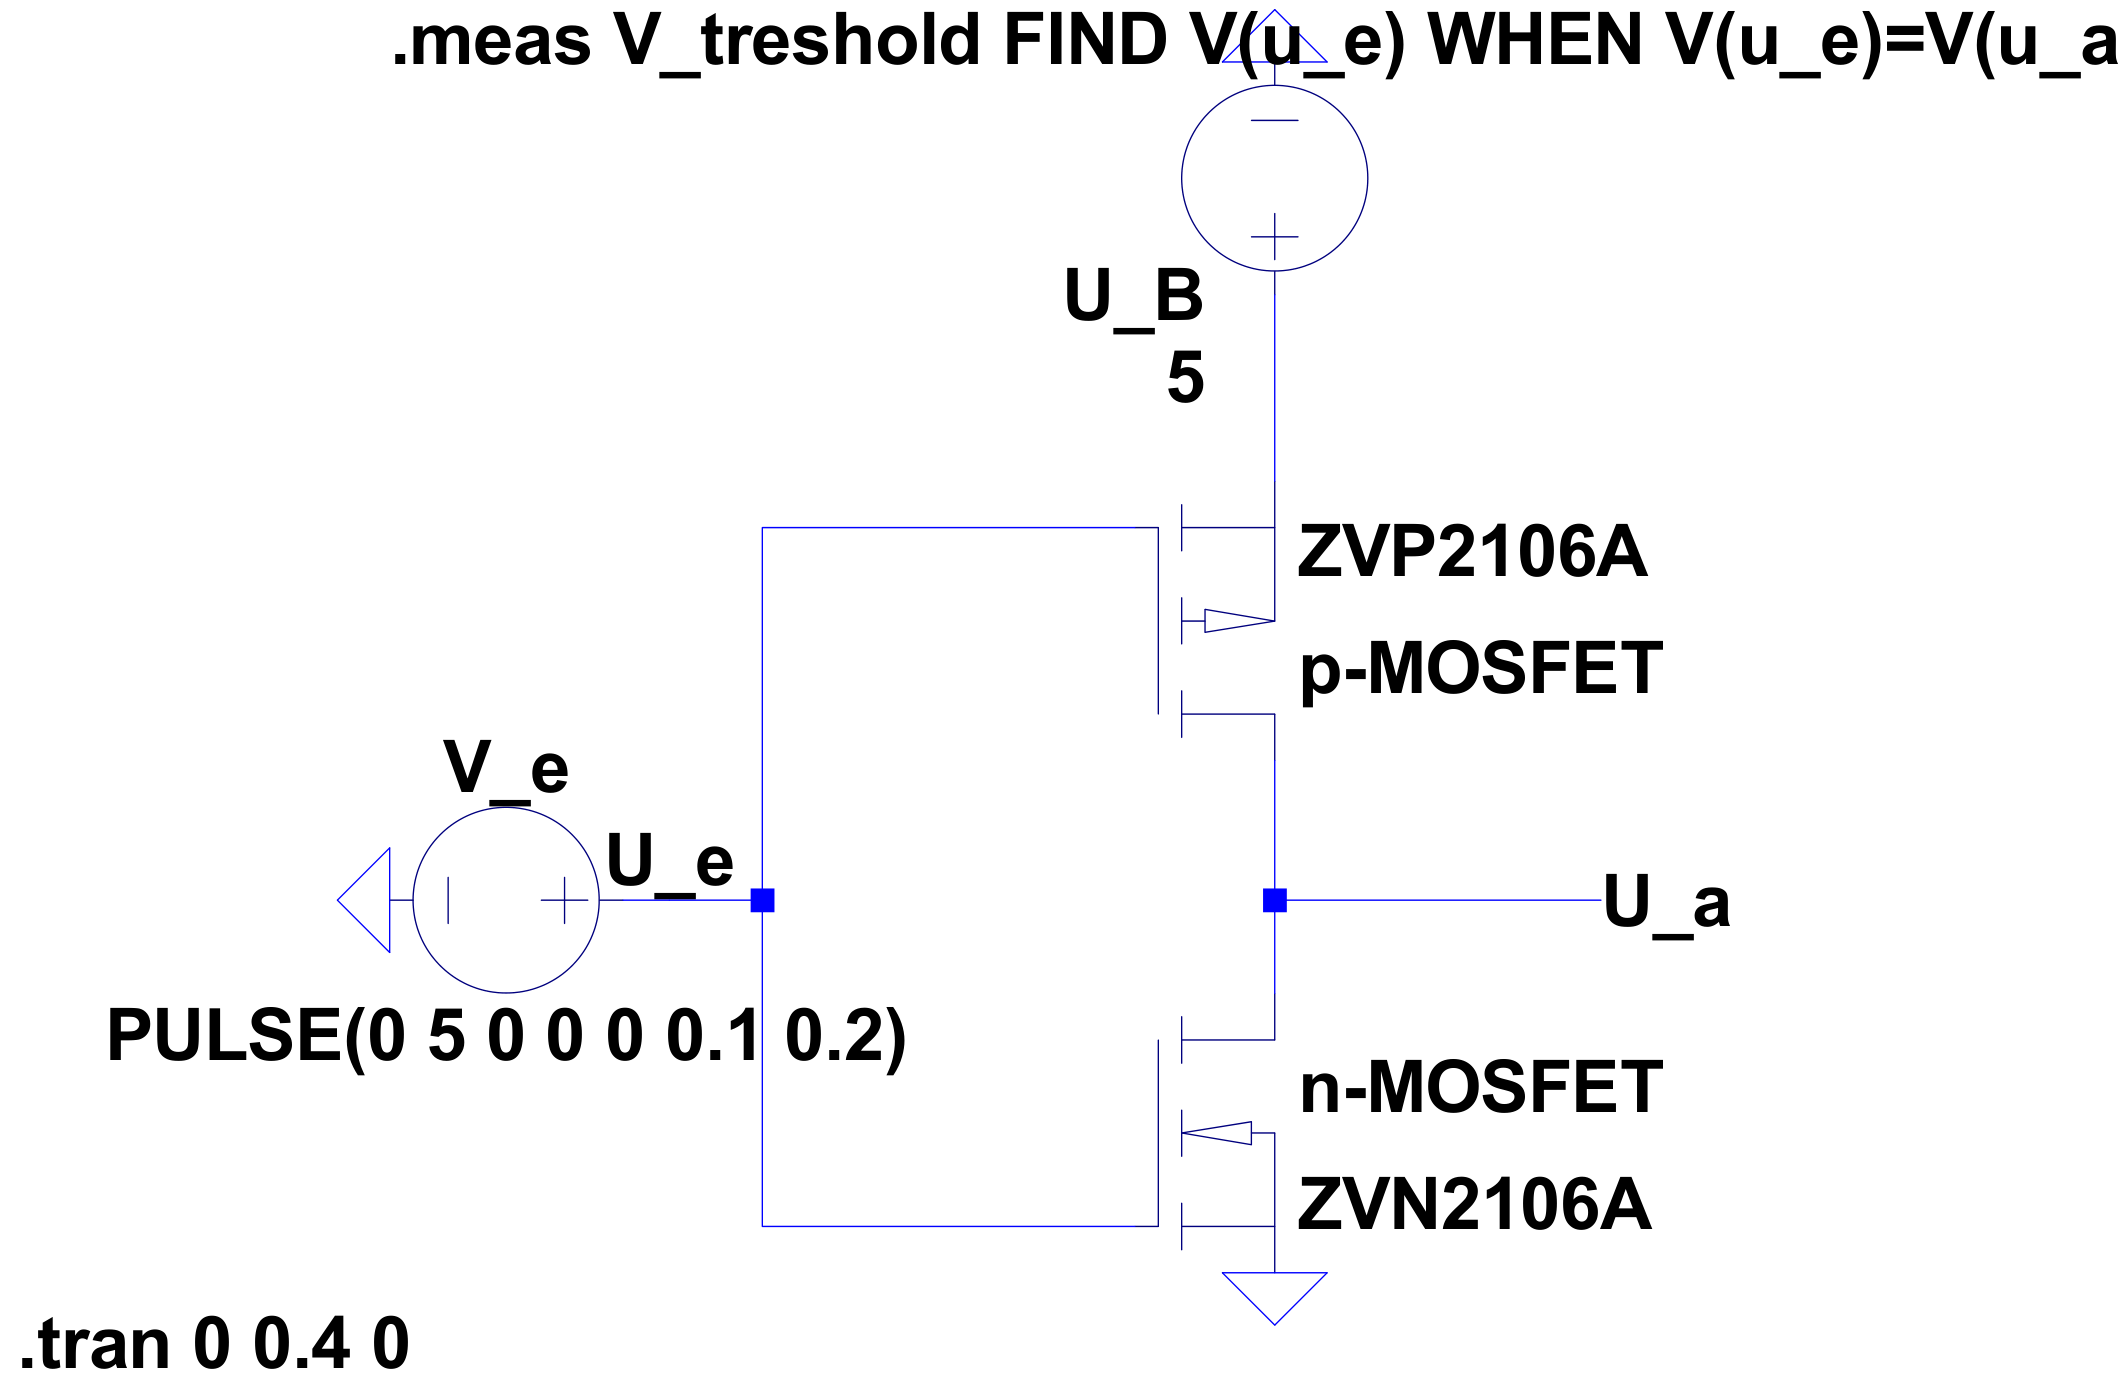 .meas V_treshold FIND V(u_e) WHEN V(u_e)=V(u_a
U_B
5
ZVP2106A
p-MOSFET
V_e
U_e
U_a
PULSE(0 5 0 0 0 0.1 0.2)
n-MOSFET
ZVN2106A
.tran 0 0.4 0